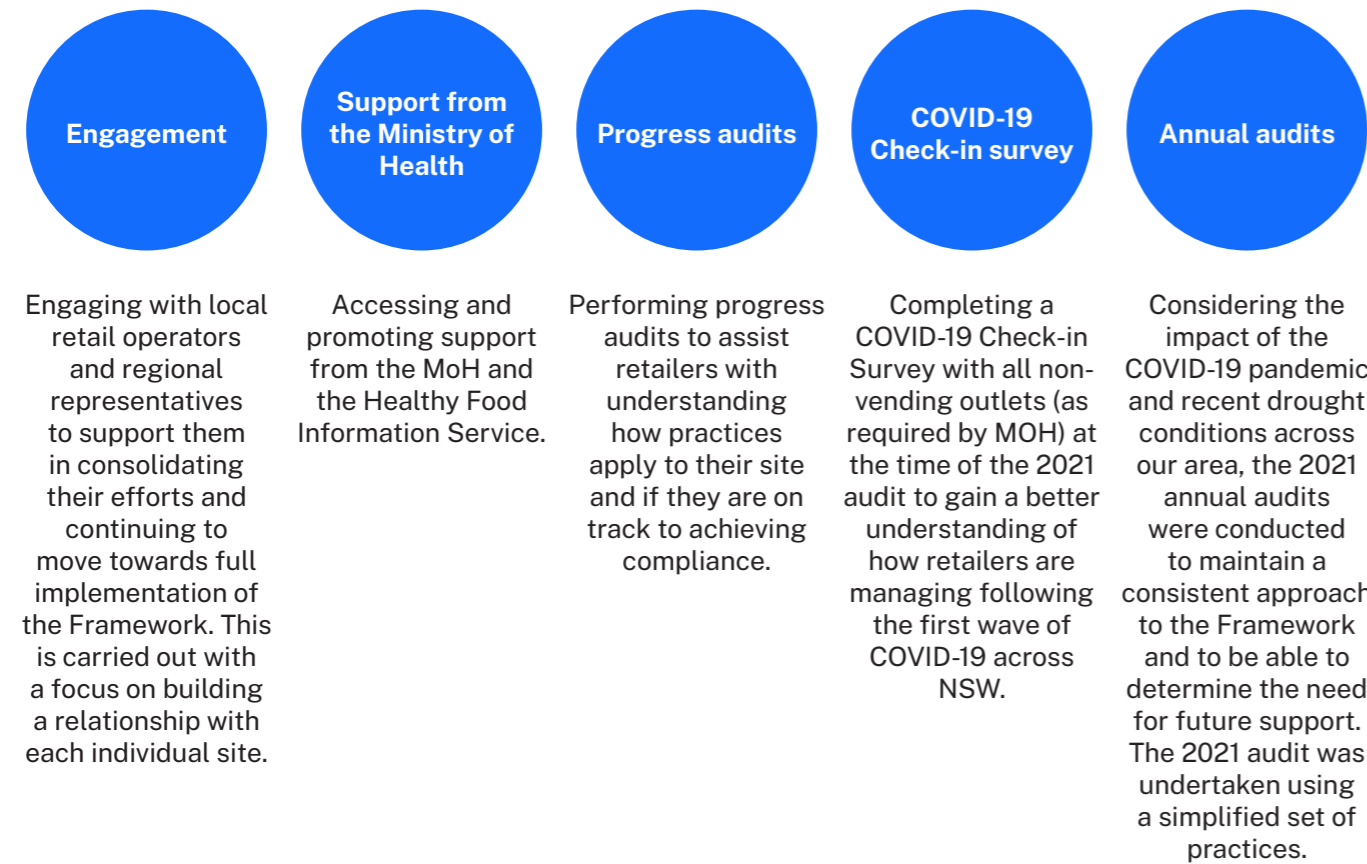 Engagement
Engaging with local
retail operators
and regional
representatives
to support them
in consolidating
their efforts and
continuing to
move towards full
implementation of
the Framework. This
is carried out with
a focus on building
a relationship with
each individual site.
Support from
the Ministry of
Health
Accessing and
promoting support
from the MoH and
the Healthy Food
Information Service.
Progress audits
Performing progress
audits to assist
retailers with
understanding
how practices
apply to their site
and if they are on
track to achieving
compliance.
COVID-19
Check-in survey
Completing a
COVID-19 Check-in
Survey with all non-
vending outlets (as
required by MOH) at
the time of the 2021
audit to gain a better
understanding of
how retailers are
managing following
the first wave of
COVID-19 across
NSW.
Annual audits
Considering the
impact of the
COVID-19 pandemic
and recent drought
conditions across
our area, the 2021
annual audits
were conducted
to maintain a
consistent approach
to the Framework
and to be able to
determine the need
for future support.
The 2021 audit was
undertaken using
a simplified set of
practices.